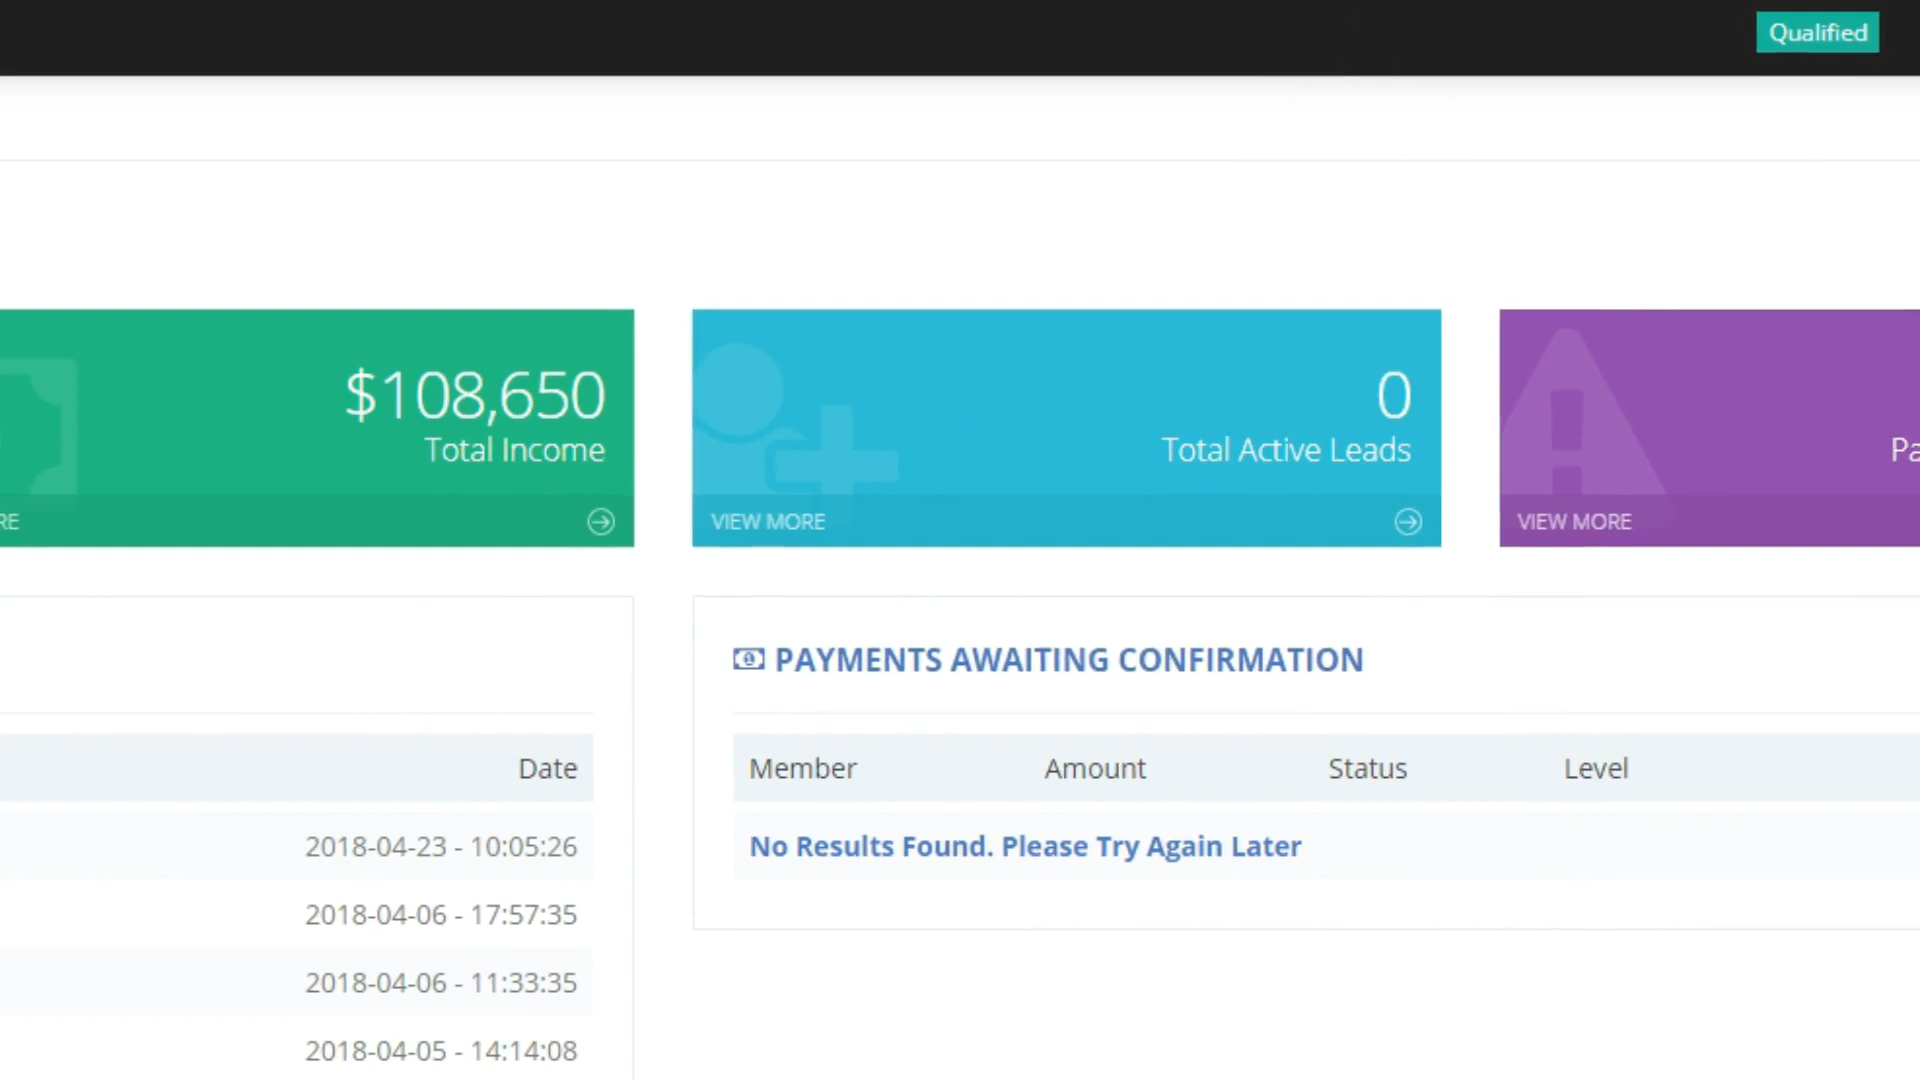 Qualified
$108,650
Total Income
0
Total Active Leads
VIEW MORE
VIEW MORE
PAYMENTS AWAITING CONFIRMATION
Date
Member Amount Status Level
2018-04-23 - 10:05:26
No Results Found. Please Try Again Later
2018-04-06 - 17:57:35
2018-04-06 - 11:33:35
2018-04-05 - 14:14:08